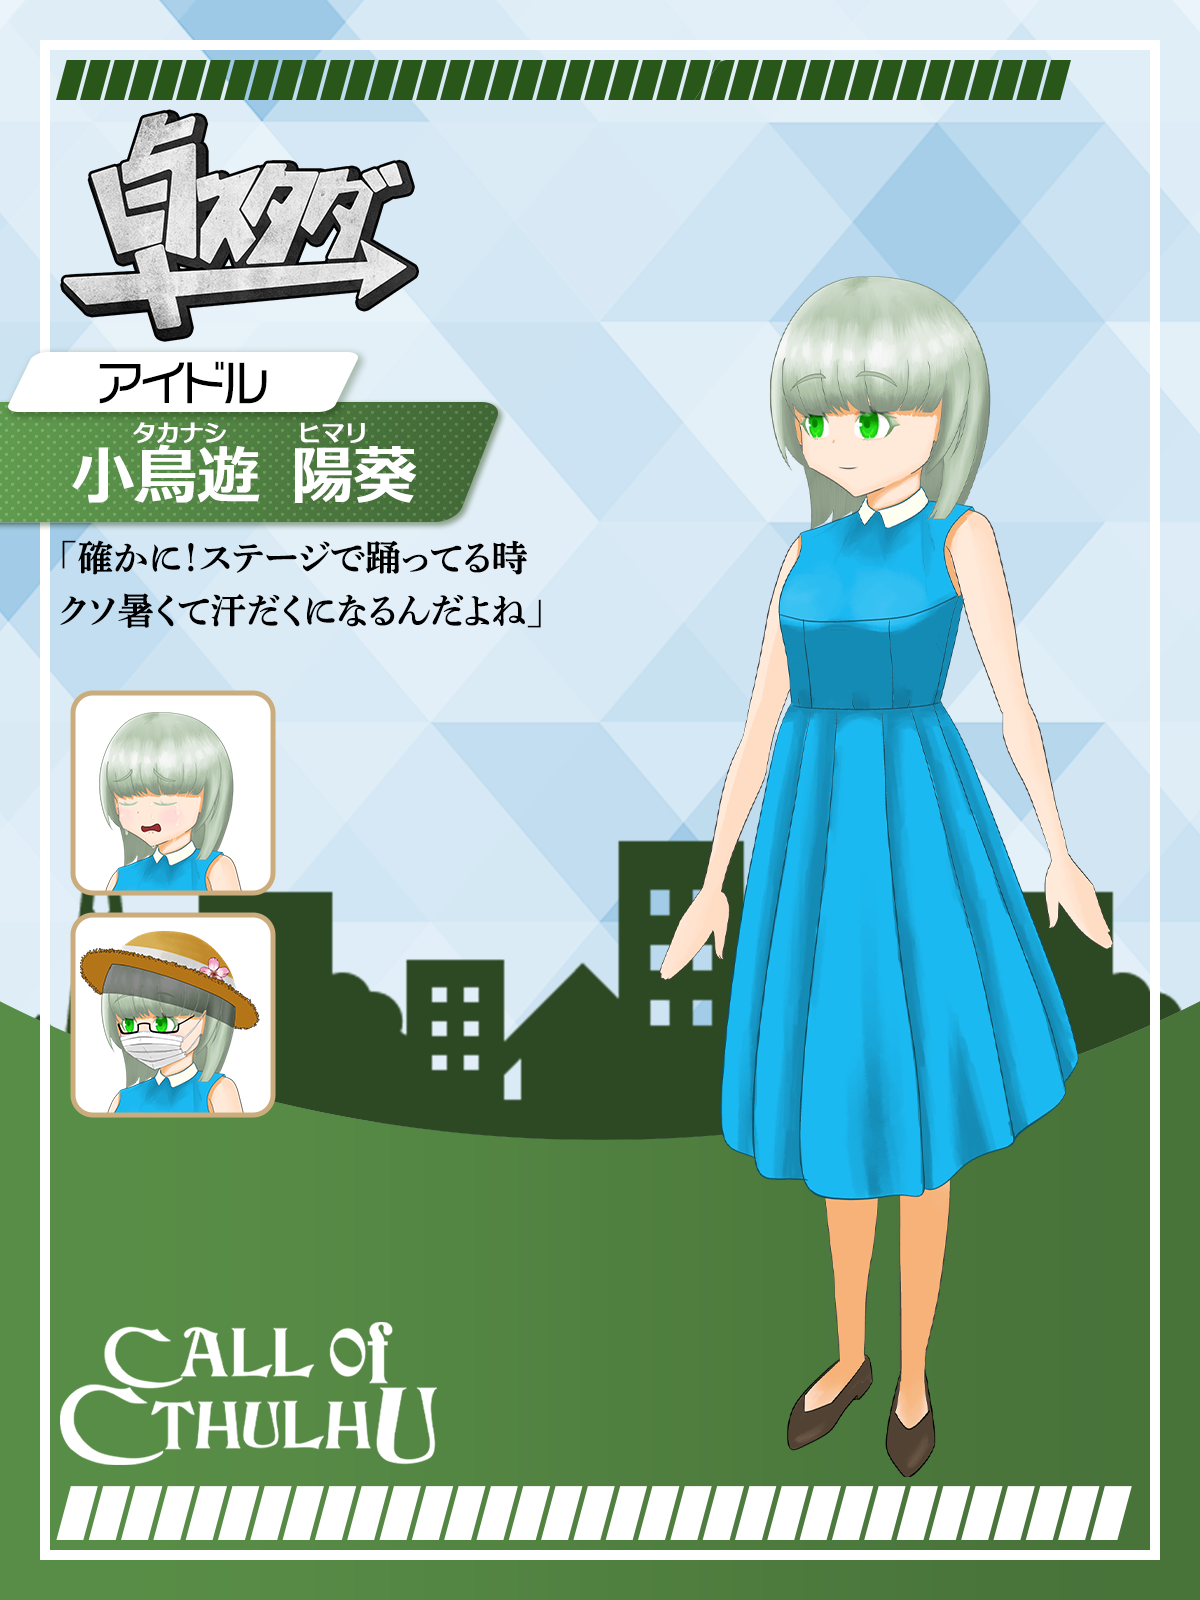 卓スタダ
アイドル
タカナシ ヒマリ
小鳥遊 陽葵
「確かに！ステージで踊ってる時
クソ暑くて汗だくになるんだよね」
CALL Of
CTHULHU